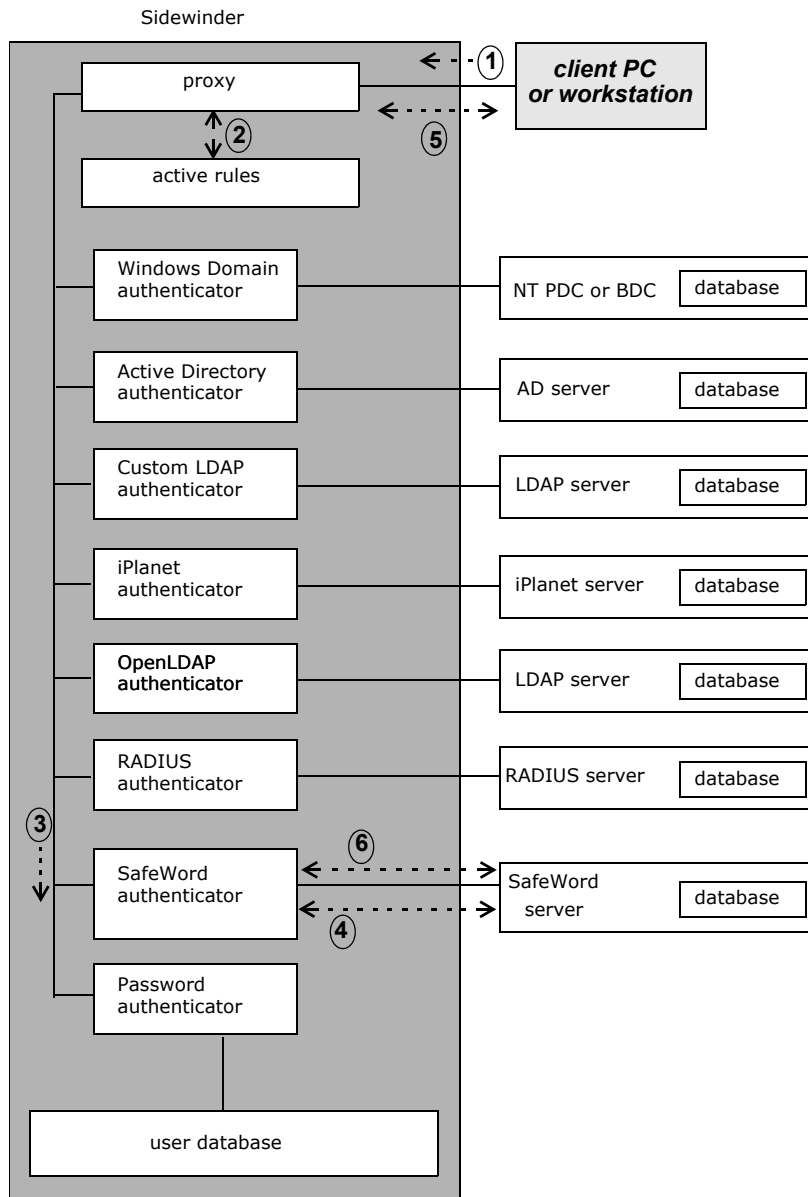 Sidewinder
proxy
1
client PC
or workstation
2
5
active rules
Windows Domain
authenticator
NT PDC or BDC
database
Active Directory
authenticator
AD server
database
Custom LDAP
authenticator
LDAP server
database
iPlanet
authenticator
iPlanet server
database
OpenLDAP
authenticator
LDAP server
database
RADIUS
authenticator
RADIUS server
database
3
6
SafeWord
authenticator
SafeWord
server
database
4
Password
authenticator
user database